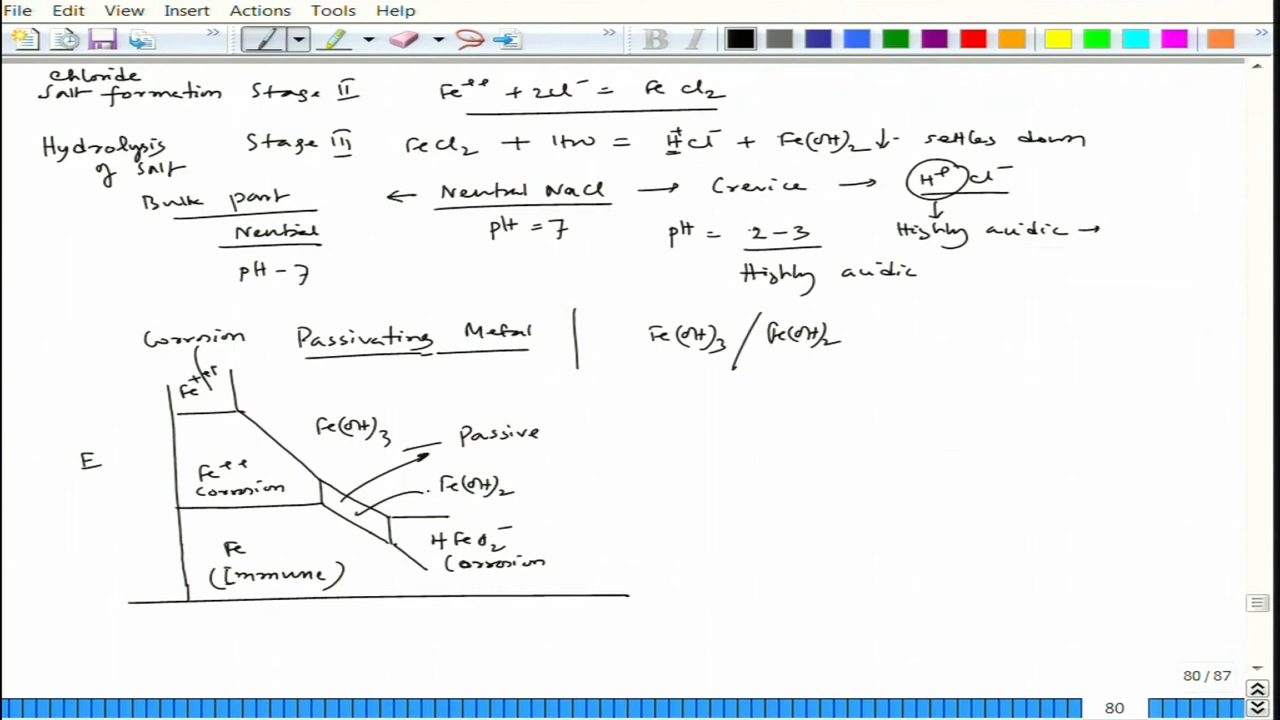 File Edit View Insert Actions Tools Help
B I
chloride
Salt formation Stage II Fe++ + 2Cl- = FeCl2
Hydrolysis of salt Stage III FeCl2 + HOH = H+Cl- + Fe(OH)2 ↓ settles down
Bulk part ← Neutral NaCl → Crevice → H+Cl-
Neutral pH = 7 pH = 2-3 Highly acidic →
pH - 7 Highly acidic
Corrosion Passivating Metal | Fe(OH)3 / Fe(OH)2
Fe+++
Fe(OH)3 Passive
E Fe++
corrosion Fe(OH)2
Fe HFeO2-
(Immune) Corrosion
80 / 87
80